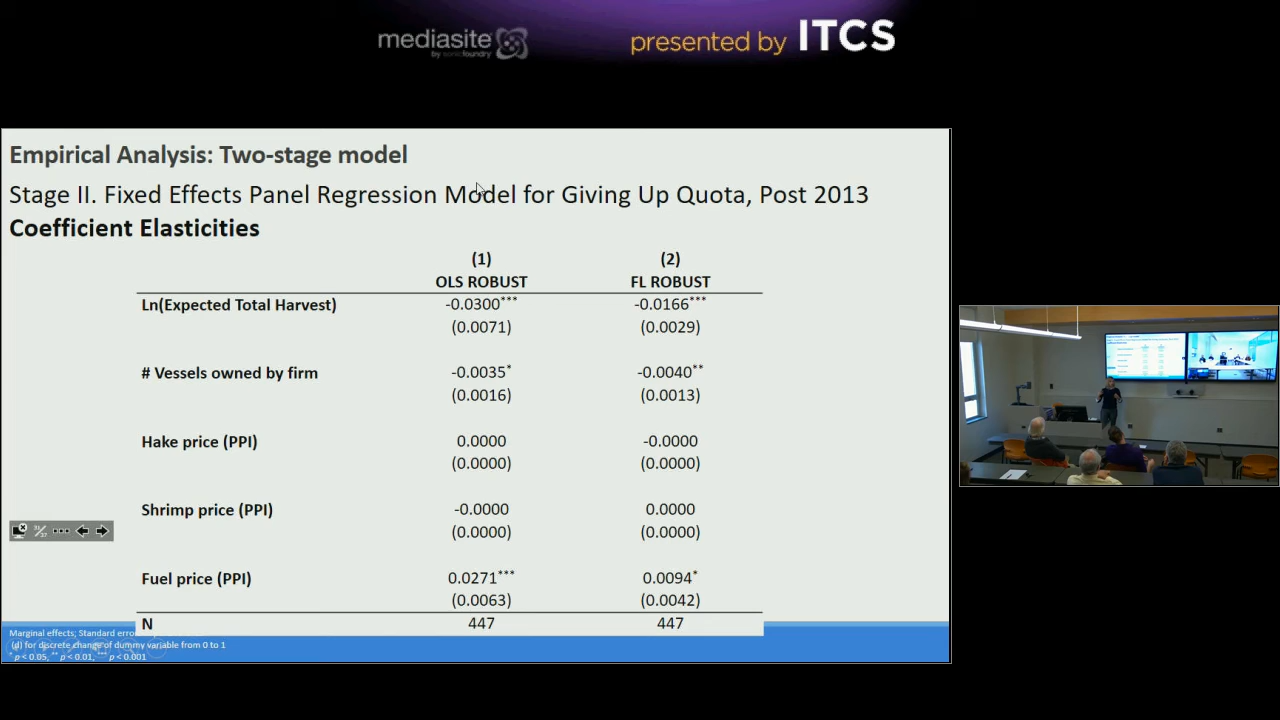 mediasite
by sonicfoundry
presented by ITCS
Empirical Analysis: Two-stage model
Stage II. Fixed Effects Panel Regression Model for Giving Up Quota, Post 2013
Coefficient Elasticities
(1) (2)
OLS ROBUST FL ROBUST
Ln(Expected Total Harvest) -0.0300*** -0.0166***
(0.0071) (0.0029)
# Vessels owned by firm -0.0035* -0.0040**
(0.0016) (0.0013)
Hake price (PPI) 0.0000 -0.0000
(0.0000) (0.0000)
Shrimp price (PPI) -0.0000 0.0000
(0.0000) (0.0000)
Fuel price (PPI) 0.0271*** 0.0094*
(0.0063) (0.0042)
N 447 447
Marginal effects; Standard erro
(d) for discrete change of dummy variable from 0 to 1
* p < 0.05, ** p < 0.01, *** p < 0.001
31/37